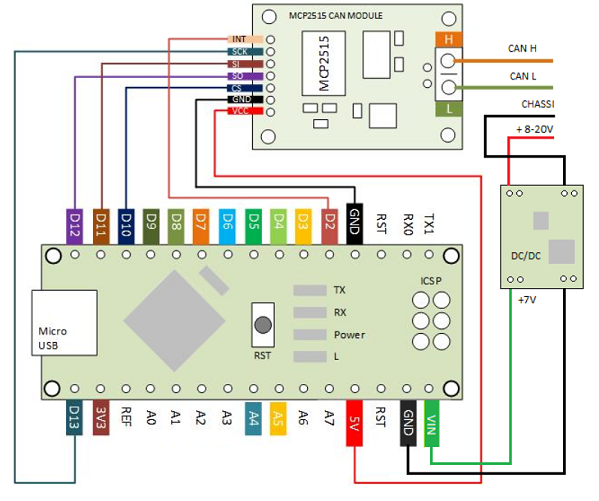 MCP2515 CAN MODULE
INT
SCK
SI
SO
CS
GND
VCC
MCP2515
H
L
CAN H
CAN L
CHASSI
+ 8-20V
DC/DC
+7V
D12
D11
D10
D9
D8
D7
D6
D5
D4
D3
D2
GND
RST
RX0
TX1
Micro
USB
RST
TX
RX
Power
L
ICSP
D13
3V3
REF
A0
A1
A2
A3
A4
A5
A6
A7
5V
RST
GND
VIN